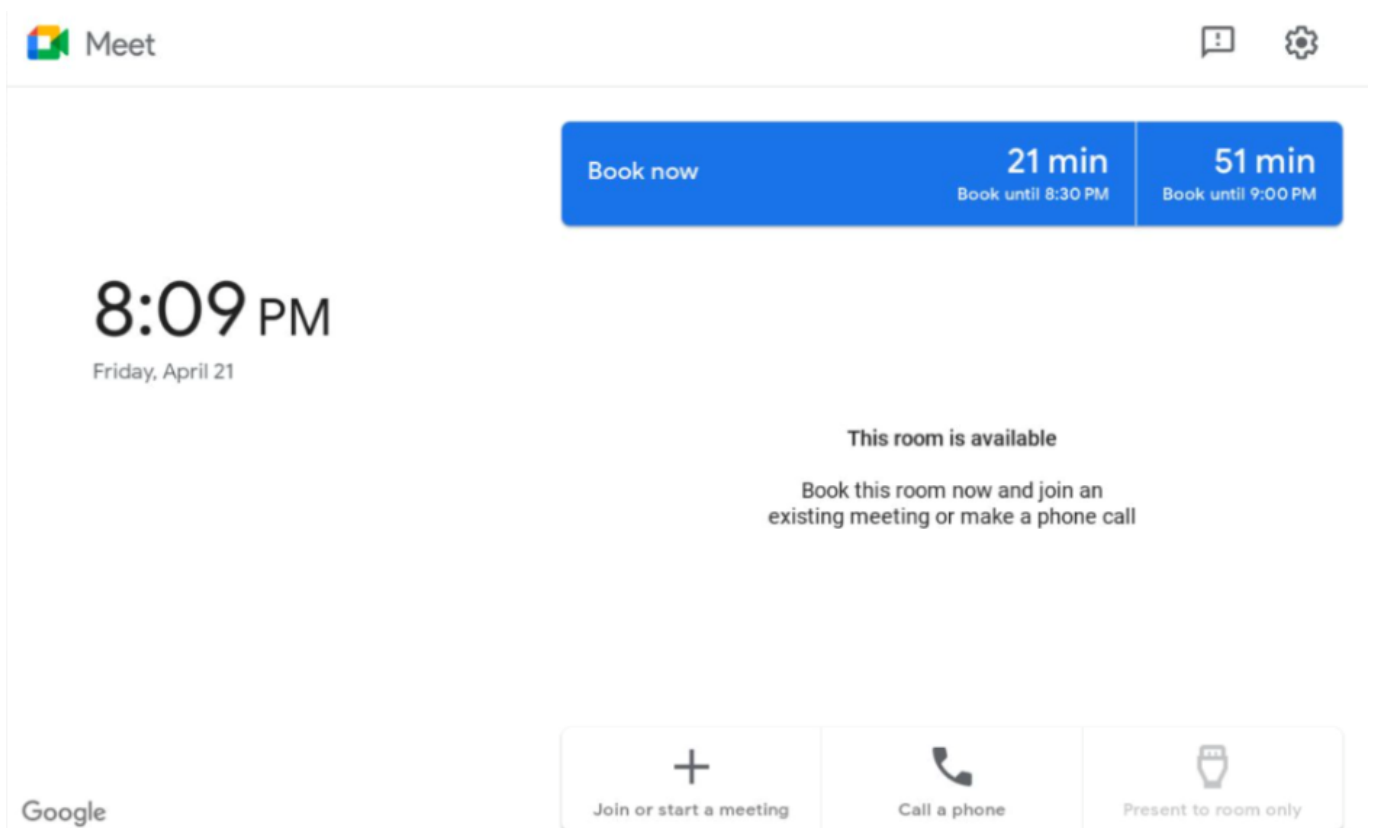 Meet
Book now
21 min
Book until 8:30 PM
51 min
Book until 9:00 PM
8:09 PM
Friday, April 21
This room is available
Book this room now and join an
existing meeting or make a phone call
Join or start a meeting
Call a phone
Present to room only
Google